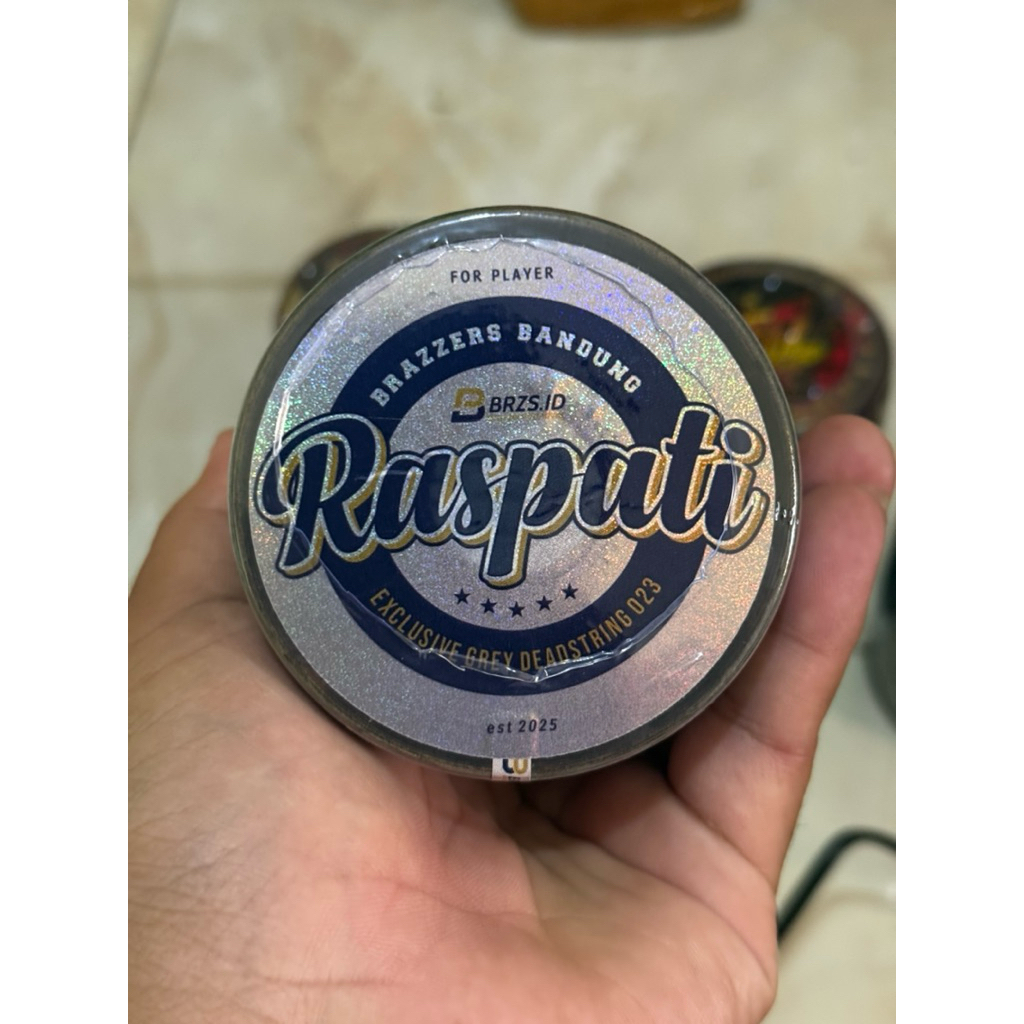 FOR PLAYER
BRAZZERS BANDUNG
BRZS.ID
Raspati
EXCLUSIVE GREY DEADSTRING 023
est 2025